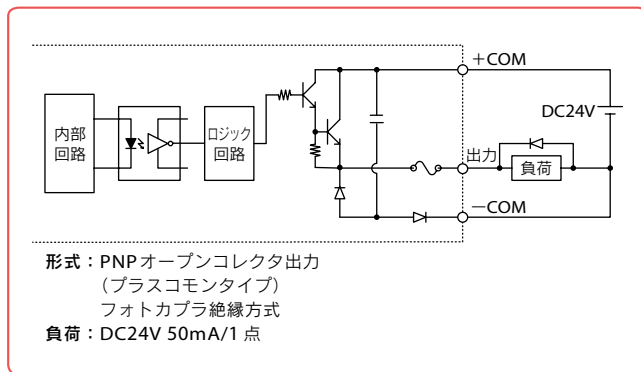 +COM
DC24V
内部
回路
ロジック
回路
出力
負荷
−COM
形式：PNPオープンコレクタ出力
（プラスコモンタイプ）
フォトカプラ絶縁方式
負荷：DC24V 50mA/1 点